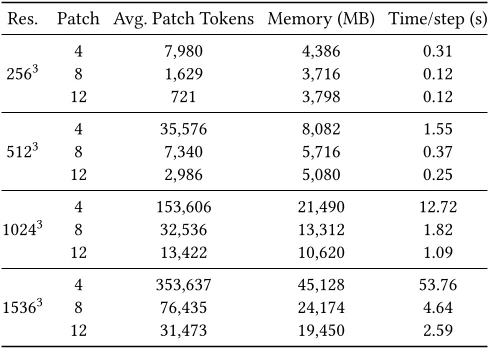 Res. Patch Avg. Patch Tokens Memory (MB) Time/step (s)
4 7,980 4,386 0.31
256³ 8 1,629 3,716 0.12
12 721 3,798 0.12
4 35,576 8,082 1.55
512³ 8 7,340 5,716 0.37
12 2,986 5,080 0.25
4 153,606 21,490 12.72
1024³ 8 32,536 13,312 1.82
12 13,422 10,620 1.09
4 353,637 45,128 53.76
1536³ 8 76,435 24,174 4.64
12 31,473 19,450 2.59